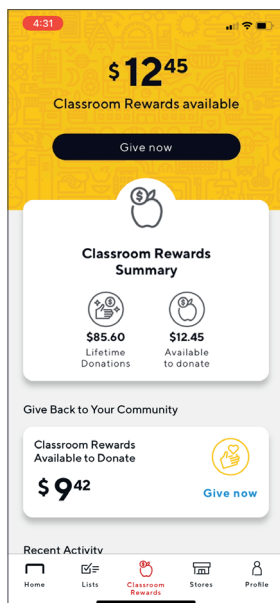 4:31
$ 12 45
Classroom Rewards available
Give now
$
Classroom Rewards
Summary
$85.60
Lifetime
Donations
$12.45
Available
to donate
Give Back to Your Community
Classroom Rewards
Available to Donate
$ 9 42
Give now
Recent Activity
Home
Lists
Classroom
Rewards
Stores
Profile